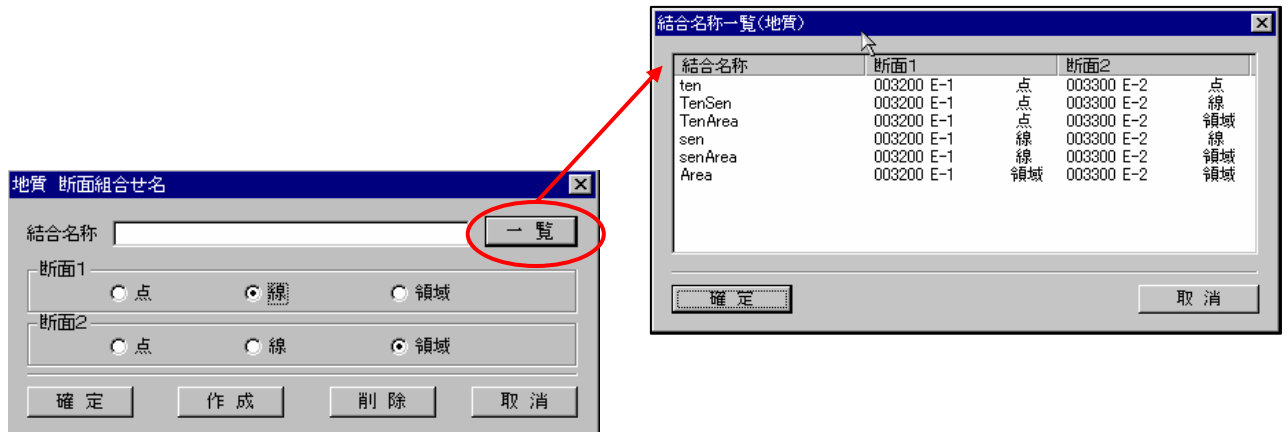 結合名称一覧(地質)
結合名称 断面1 断面2
ten 003200 E-1 点 003300 E-2 点
TenSen 003200 E-1 点 003300 E-2 線
TenArea 003200 E-1 点 003300 E-2 領域
sen 003200 E-1 線 003300 E-2 線
senArea 003200 E-1 線 003300 E-2 領域
Area 003200 E-1 領域 003300 E-2 領域
確 定 取 消
地質 断面組合せ名
結合名称 一 覧
断面1
点 線 領域
断面2
点 線 領域
確 定 作 成 削 除 取 消